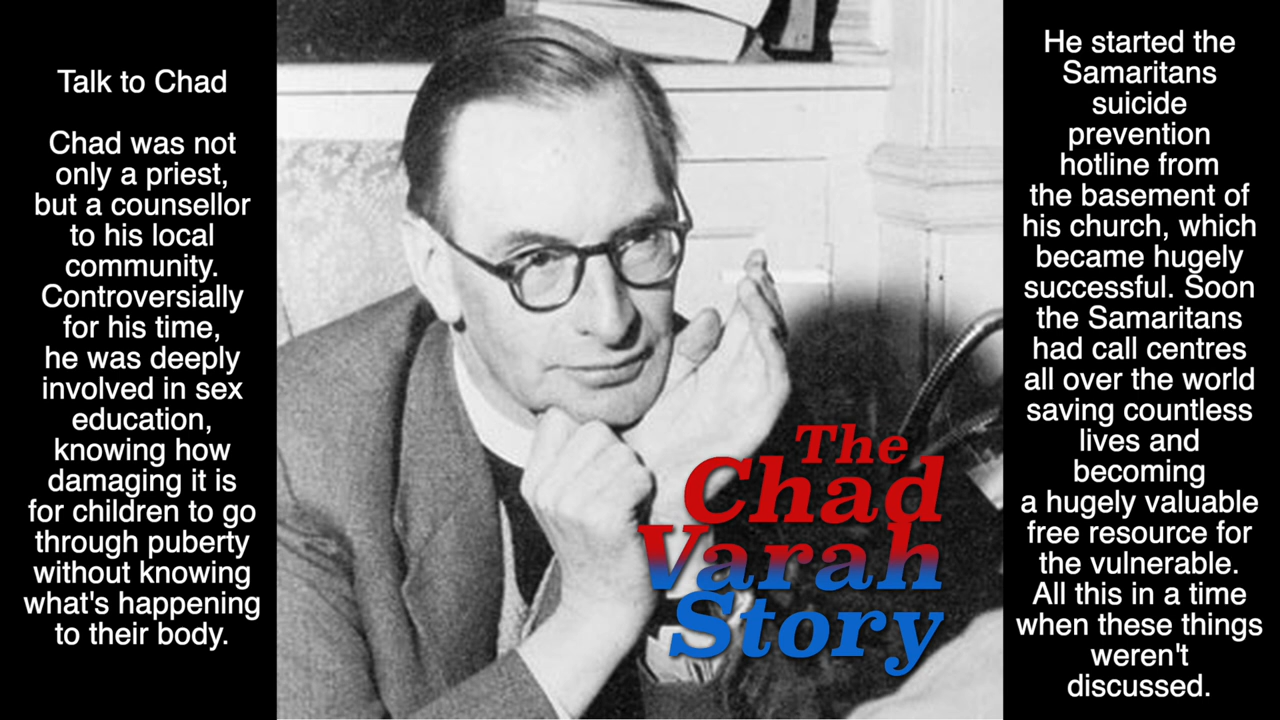 Talk to Chad
Chad was not
only a priest,
but a counsellor
to his local
community.
Controversially
for his time,
he was deeply
involved in sex
education,
knowing how
damaging it is
for children to go
through puberty
without knowing
what's happening
to their body.
The
Chad
Varah
Story
He started the
Samaritans
suicide
prevention
hotline from
the basement of
his church, which
became hugely
successful. Soon
the Samaritans
had call centres
all over the world
saving countless
lives and
becoming
a hugely valuable
free resource for
the vulnerable.
All this in a time
when these things
weren't
discussed.